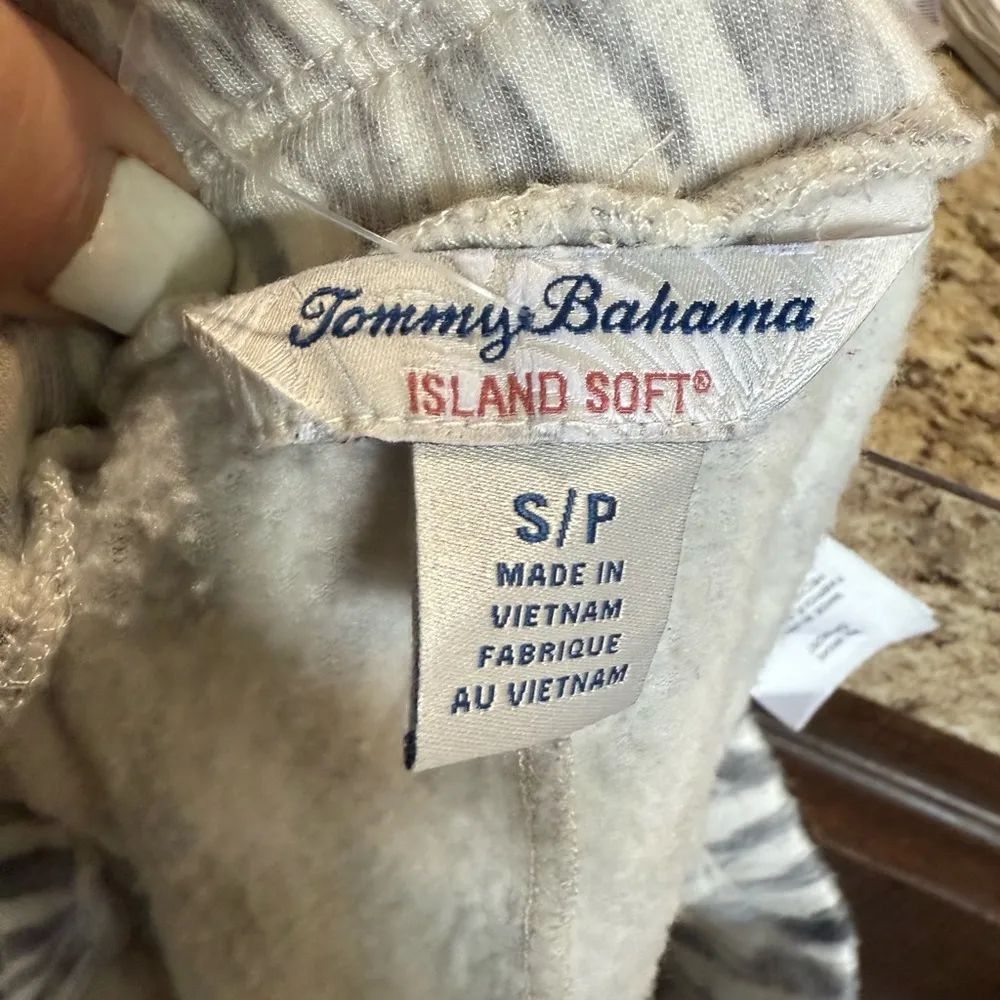 Tommy Bahama
ISLAND SOFT®
S/P
MADE IN
VIETNAM
FABRIQUE
AU VIETNAM